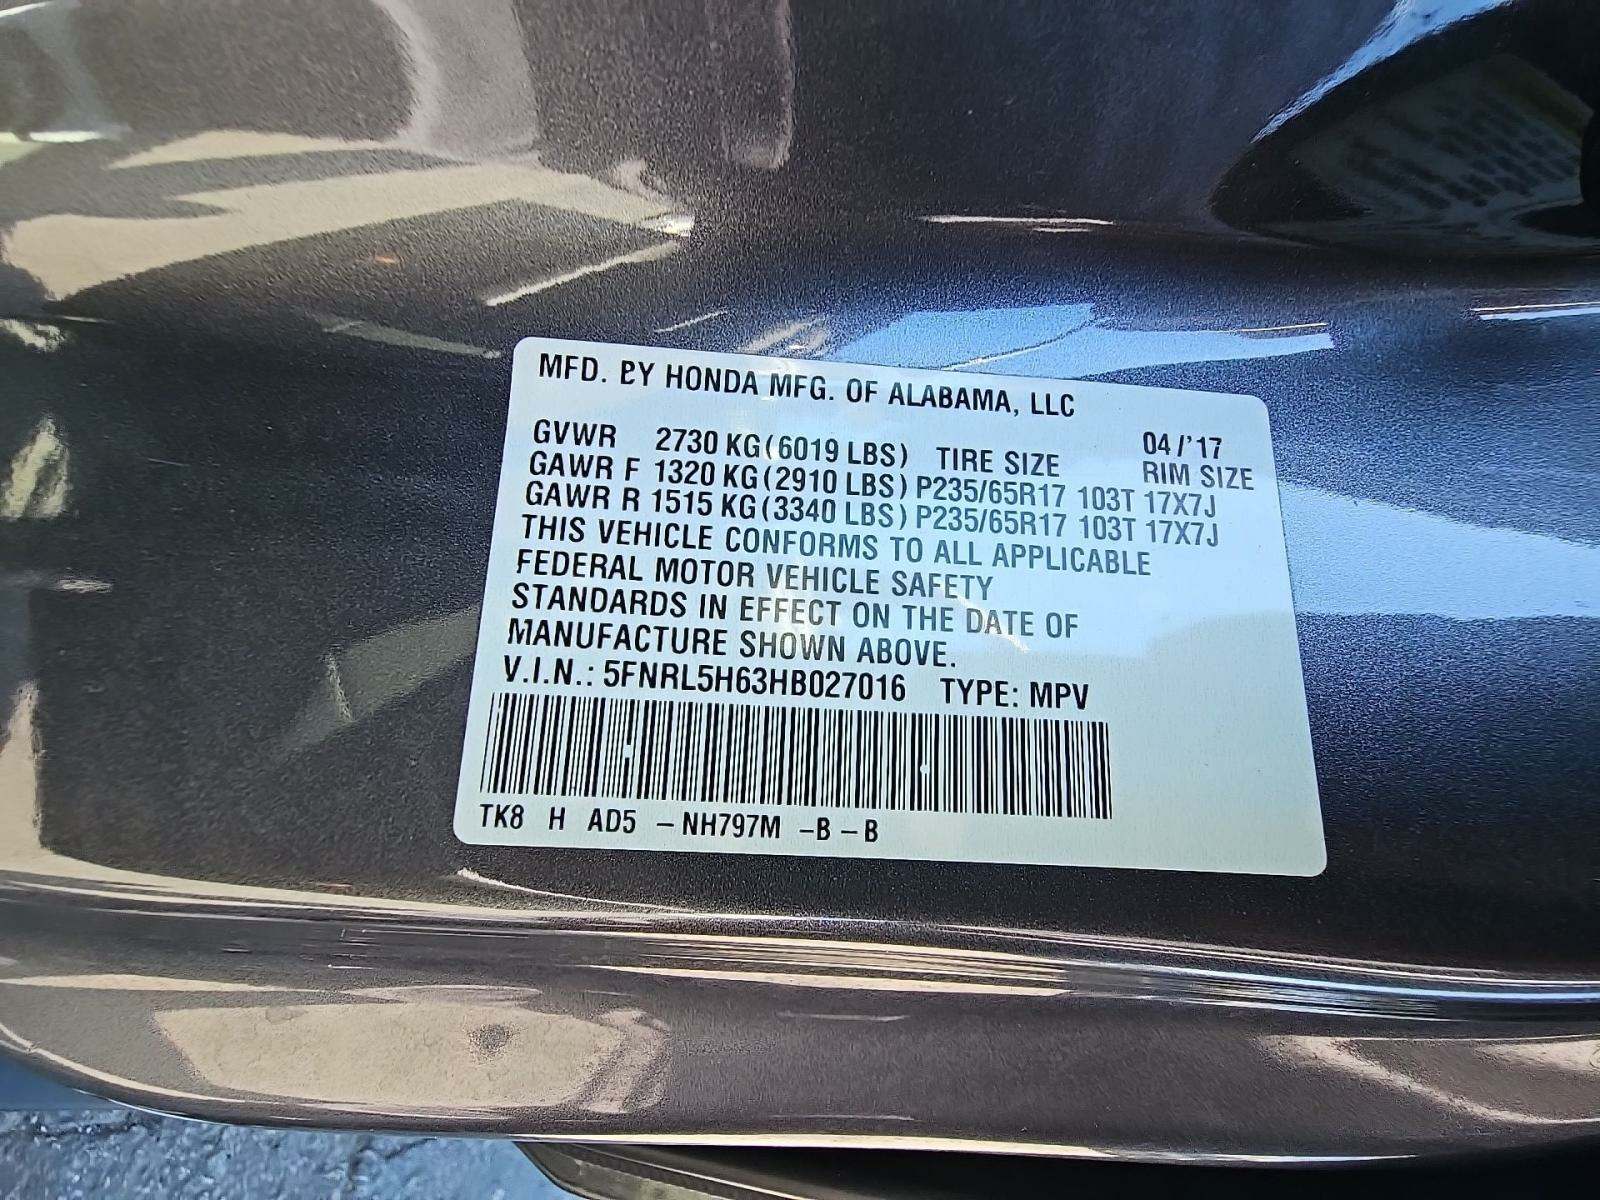 MFD. BY HONDA MFG. OF ALABAMA, LLC
04/'17
GVWR 2730 KG(6019 LBS) TIRE SIZE RIM SIZE
GAWR F 1320 KG(2910 LBS) P235/65R17 103T 17X7J
GAWR R 1515 KG(3340 LBS) P235/65R17 103T 17X7J
THIS VEHICLE CONFORMS TO ALL APPLICABLE
FEDERAL MOTOR VEHICLE SAFETY
STANDARDS IN EFFECT ON THE DATE OF
MANUFACTURE SHOWN ABOVE.
V.I.N.: 5FNRL5H63HB027016 TYPE: MPV
TK8 H AD5 -NH797M -B-B